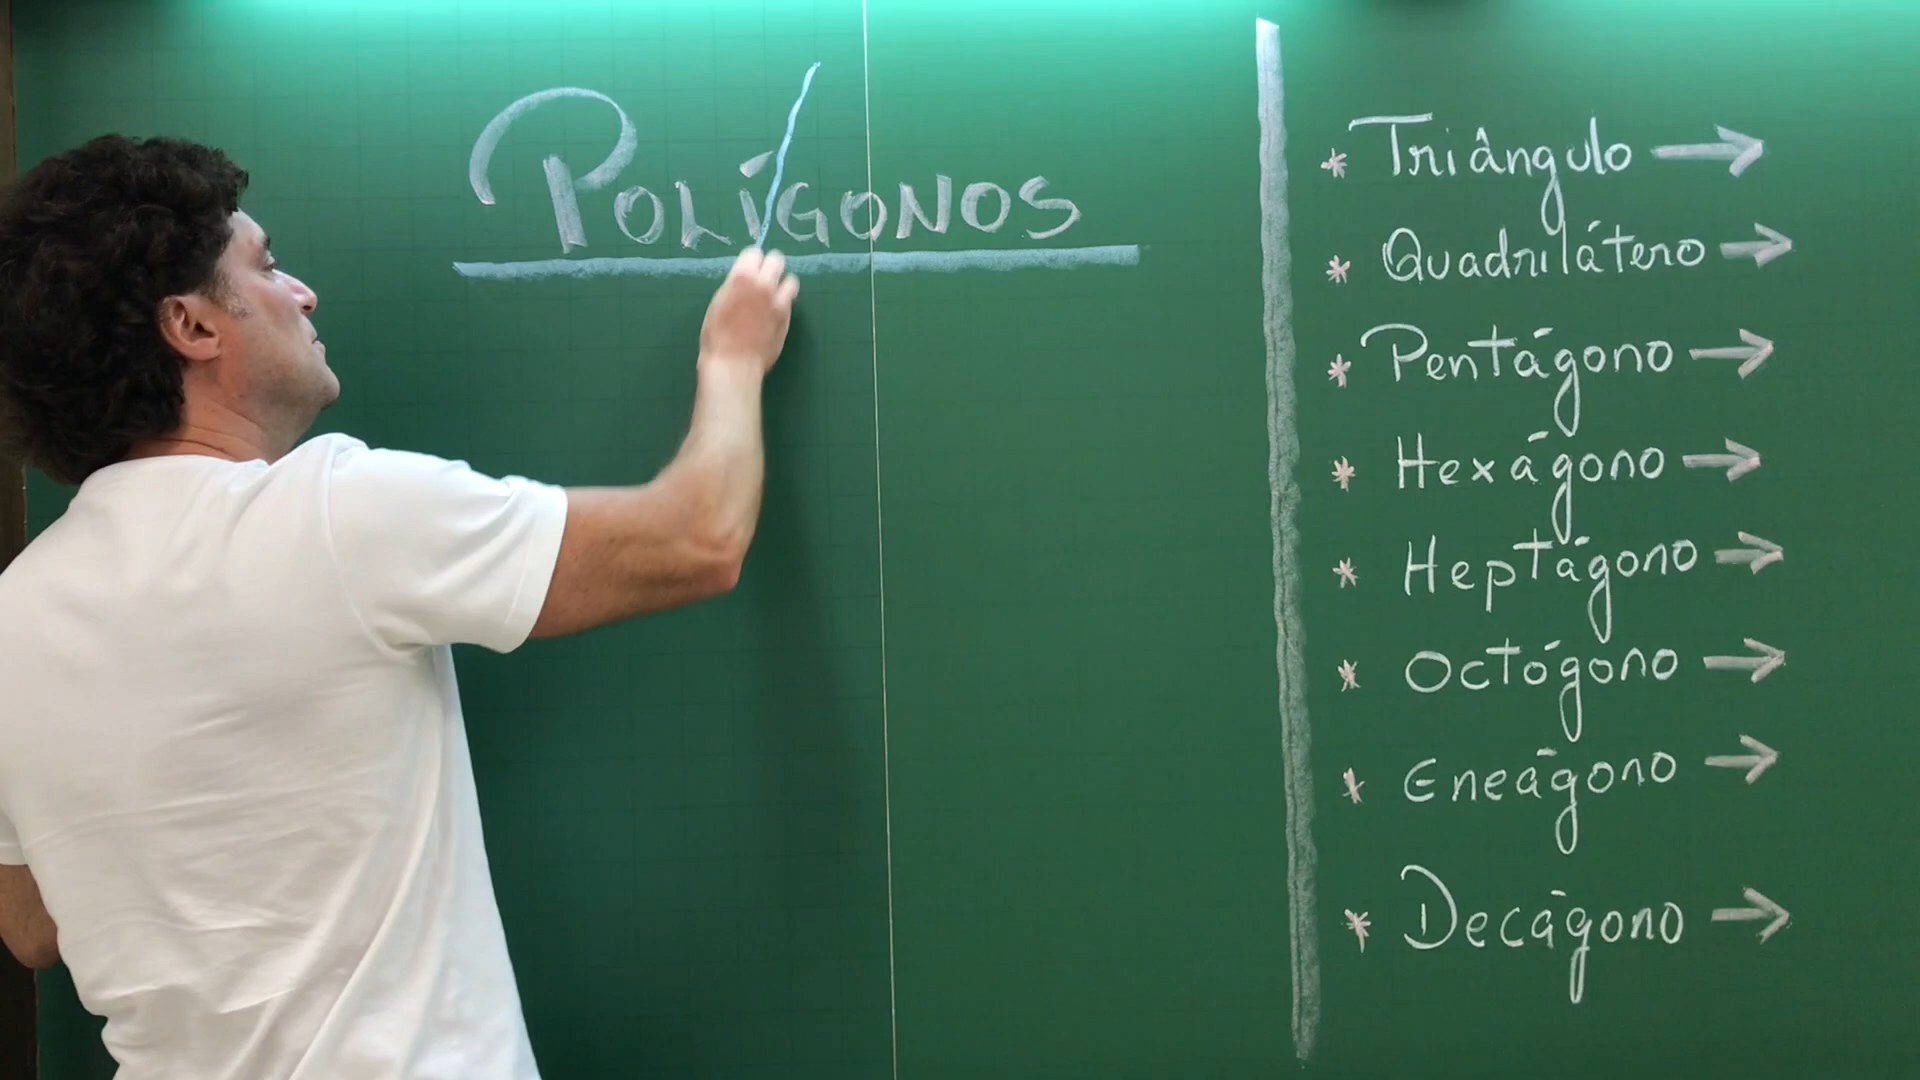 POLÍGONOS
* Triângulo →
* Quadrilátero →
* Pentágono →
* Hexágono →
* Heptágono →
* Octógono →
* Eneágono →
* Decágono →